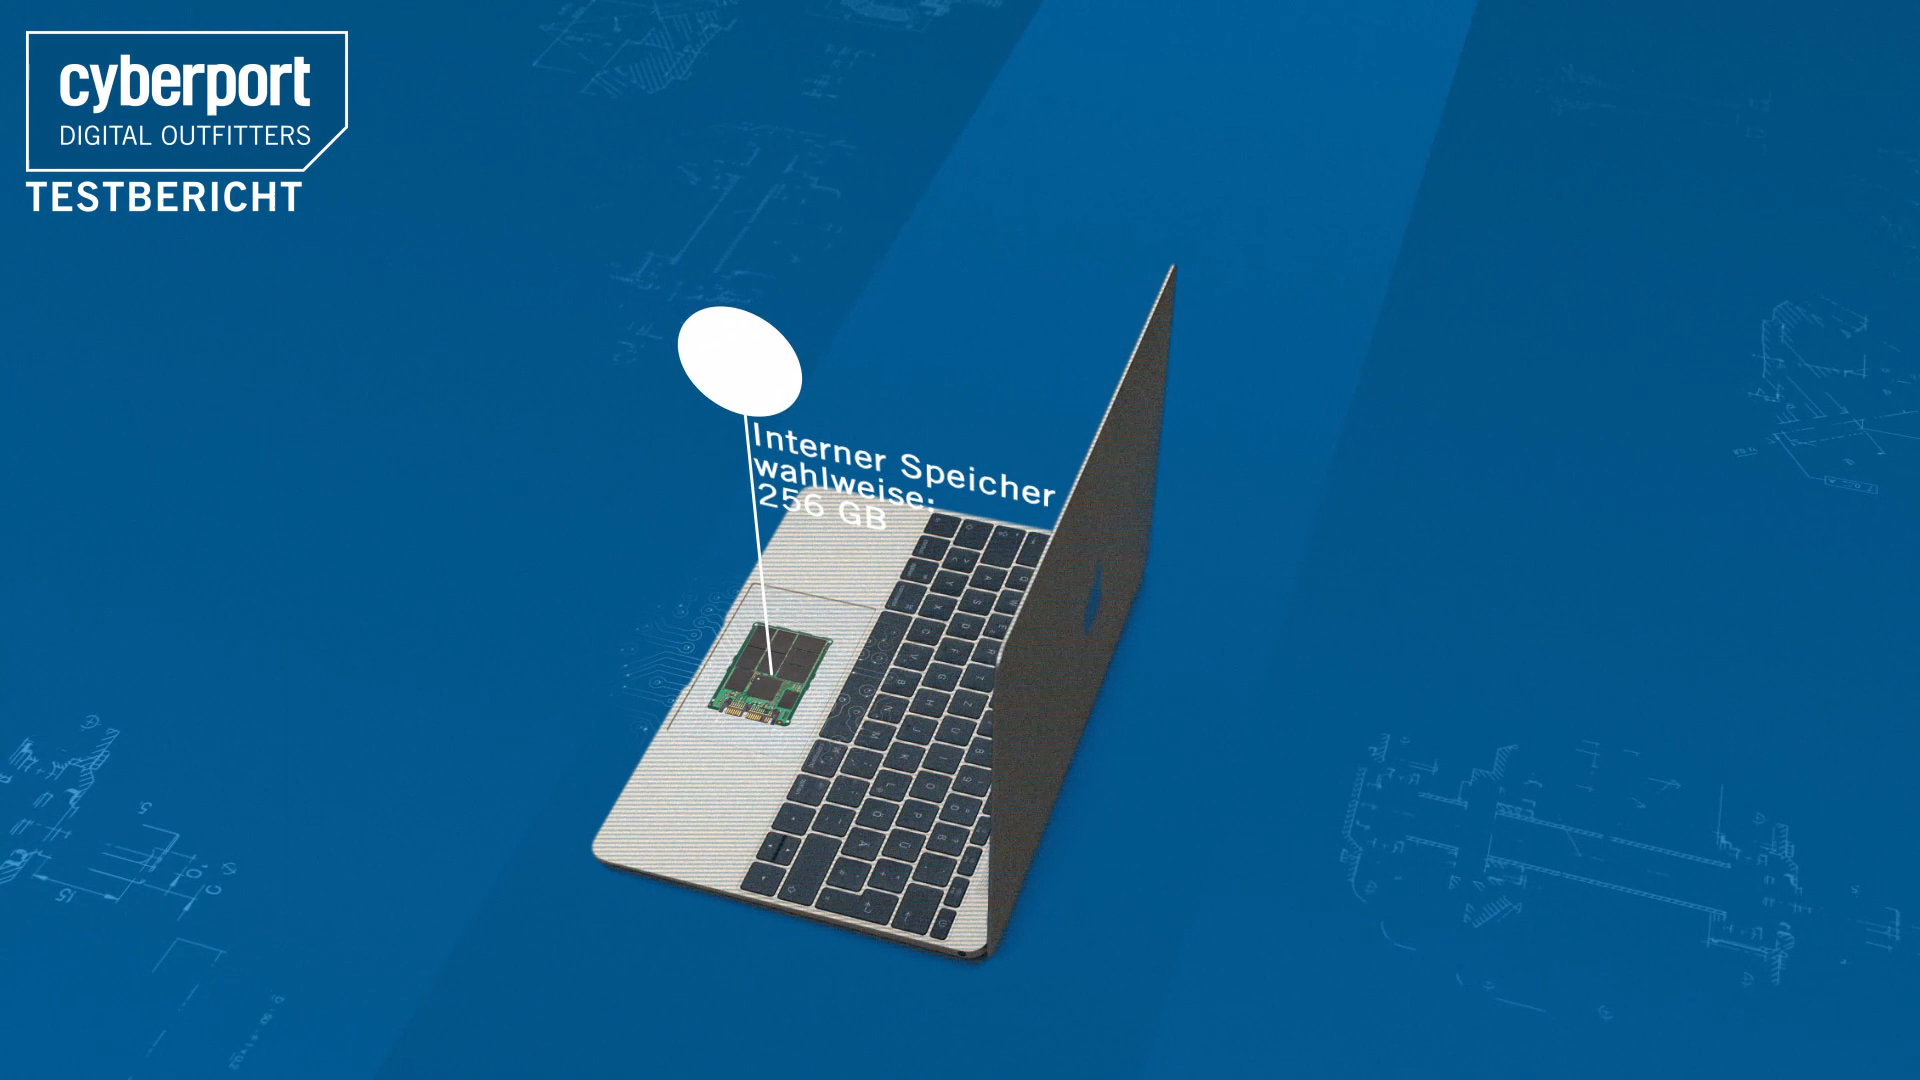 cyberport
DIGITAL OUTFITTERS
TESTBERICHT
Interner Speicher
wahlweise:
256 GB